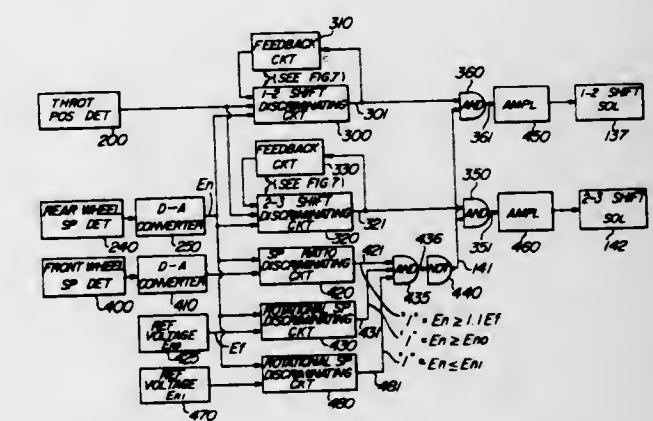 310
FEEDBACK
CKT
(SEE FIG.7)
THROT
POS DET
200
1-2 SHIFT
DISCRIMINATING
CKT
300
301
360
AND
361
AMPL
450
1-2 SHIFT
SOL
137
FEEDBACK
CKT
330
(SEE FIG.7)
En
REAR WHEEL
SP DET
240
D-A
CONVERTER
250
2-3 SHIFT
DISCRIMINATING
CKT
320
321
350
AND
351
AMPL
460
2-3 SHIFT
SOL
142
FRONT WHEEL
SP DET
400
D-A
CONVERTER
410
SP RATIO
DISCRIMINATING
CKT
420
421
AND
435
436
NOT
440
141
REF
VOLTAGE
En0
425
Ef
ROTATIONAL SP
DISCRIMINATING
CKT
430
431
"1" = En ≥ 1.1 Ef
"1" = En ≥ En0
"1" = En ≤ En1
REF
VOLTAGE
En1
470
ROTATIONAL SP
DISCRIMINATING
CKT
480
481